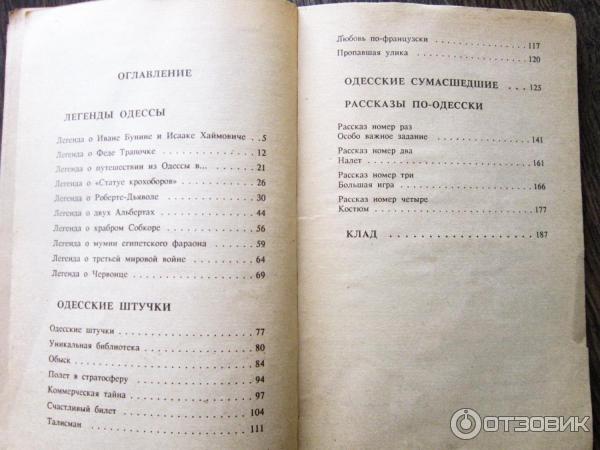 ОГЛАВЛЕНИЕ
ЛЕГЕНДЫ ОДЕССЫ
Легенда о Иване Бунине и Исааке Хаймовиче . 5
Легенда о Феде Трапочке . . . . . . . . 12
Легенда о путешествии из Одессы в... . . . 21
Легенда о «Статуе крохоборов» . . . . . . 26
Легенда о Роберте-Дьяволе . . . . . . . 30
Легенда о двух Альбертах . . . . . . . . 44
Легенда о храбром Собкоре . . . . . . . 56
Легенда о мумии египетского фараона . . . 59
Легенда о третьей мировой войне . . . . . 64
Легенда о Червонце . . . . . . . . . . 69
ОДЕССКИЕ ШТУЧКИ
Одесские штучки . . . . . . . . . . . 77
Уникальная библиотека . . . . . . . . . 80
Обыск . . . . . . . . . . . . . . . 84
Полет в стратосферу . . . . . . . . . . 94
Коммерческая тайна . . . . . . . . . . 97
Счастливый билет . . . . . . . . . . . 104
Талисман . . . . . . . . . . . . . . 111
Любовь по-французски . . . . . . . . . 117
Пропавшая улика . . . . . . . . . . . 120
ОДЕССКИЕ СУМАСШЕДШИЕ . . . 125
РАССКАЗЫ ПО-ОДЕССКИ
Рассказ номер раз
Особо важное задание . . . . . . . . . 141
Рассказ номер два
Налет . . . . . . . . . . . . . . . 161
Рассказ номер три
Большая игра . . . . . . . . . . . . 166
Рассказ номер четыре
Костюм . . . . . . . . . . . . . . 177
КЛАД . . . . . . . . . . . . . . 187
ОТЗОВИК